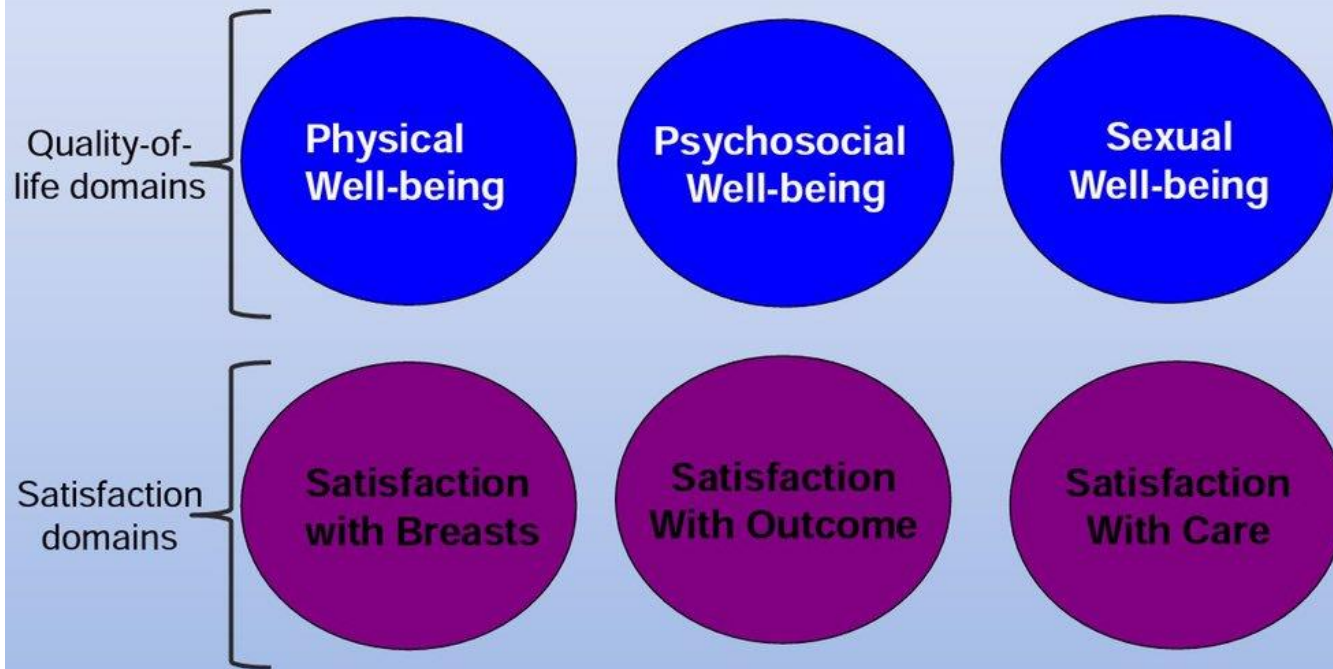 Quality-of-
life domains
Physical
Well-being
Psychosocial
Well-being
Sexual
Well-being
Satisfaction
domains
Satisfaction
with Breasts
Satisfaction
With Outcome
Satisfaction
With Care